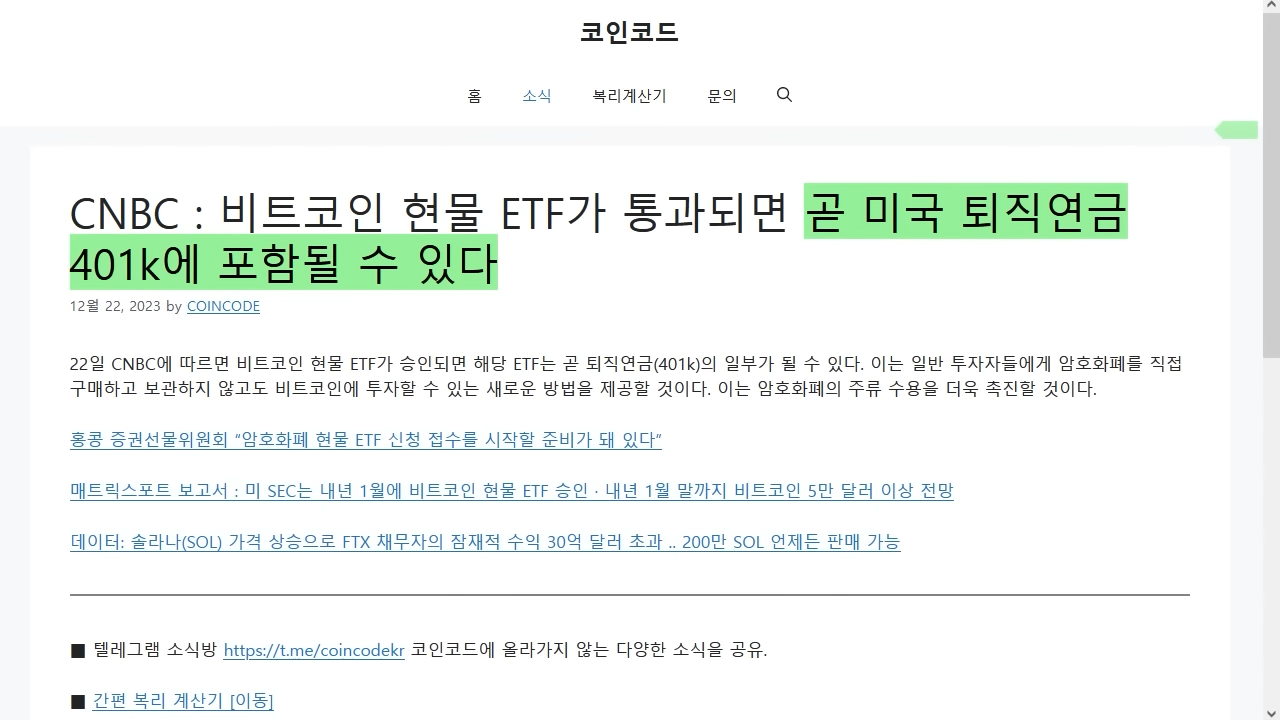 코인코드
홈 소식 복리계산기 문의
CNBC : 비트코인 현물 ETF가 통과되면 곧 미국 퇴직연금
401k에 포함될 수 있다
12월 22, 2023 by COINCODE
22일 CNBC에 따르면 비트코인 현물 ETF가 승인되면 해당 ETF는 곧 퇴직연금(401k)의 일부가 될 수 있다. 이는 일반 투자자들에게 암호화폐를 직접
구매하고 보관하지 않고도 비트코인에 투자할 수 있는 새로운 방법을 제공할 것이다. 이는 암호화폐의 주류 수용을 더욱 촉진할 것이다.
홍콩 증권선물위원회 “암호화폐 현물 ETF 신청 접수를 시작할 준비가 돼 있다”
매트릭스포트 보고서 : 미 SEC는 내년 1월에 비트코인 현물 ETF 승인 · 내년 1월 말까지 비트코인 5만 달러 이상 전망
데이터: 솔라나(SOL) 가격 상승으로 FTX 채무자의 잠재적 수익 30억 달러 초과 .. 200만 SOL 언제든 판매 가능
■ 텔레그램 소식방 https://t.me/coincodekr 코인코드에 올라가지 않는 다양한 소식을 공유.
■ 간편 복리 계산기 [이동]